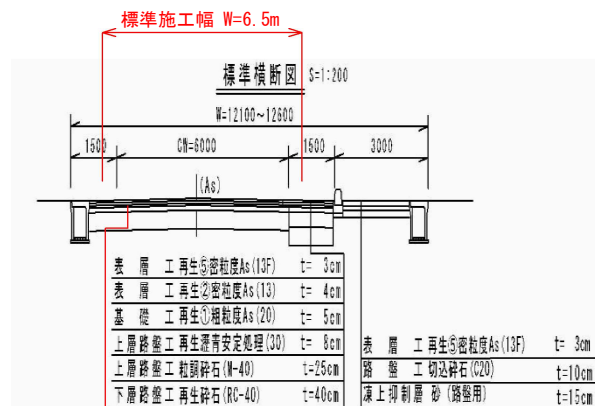 標準施工幅 W=6.5m
標準横断図 S=1:200
W=12100~12600
1500 CW=6000 1500 3000
(As)
表層工 再生⑤密粒度As(13F) t= 3cm
表層工 再生②密粒度As(13) t= 4cm
基礎工 再生①粗粒度As(20) t= 5cm
上層路盤工 再生瀝青安定処理(30) t= 8cm
上層路盤工 粒調砕石(M-40) t=25cm
下層路盤工 再生砕石(RC-40) t=40cm
表層工 再生⑤密粒度As(13F) t= 3cm
路盤工 切込砕石(C20) t=10cm
凍上抑制層 砂(路盤用) t=15cm